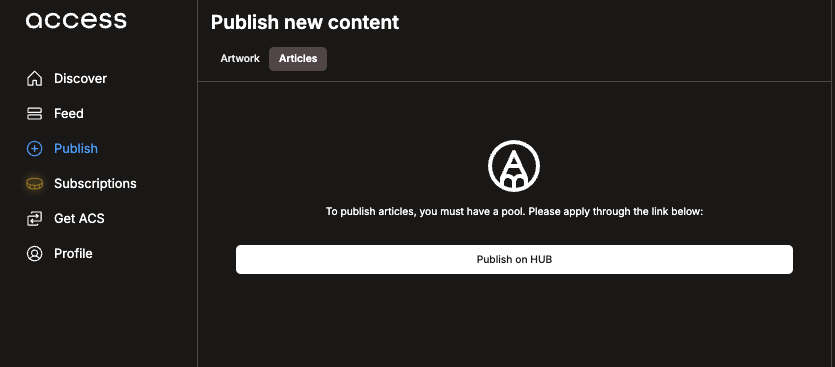 access
Discover
Feed
Publish
Subscriptions
Get ACS
Profile
Publish new content
Artwork Articles
To publish articles, you must have a pool. Please apply through the link below:
Publish on HUB